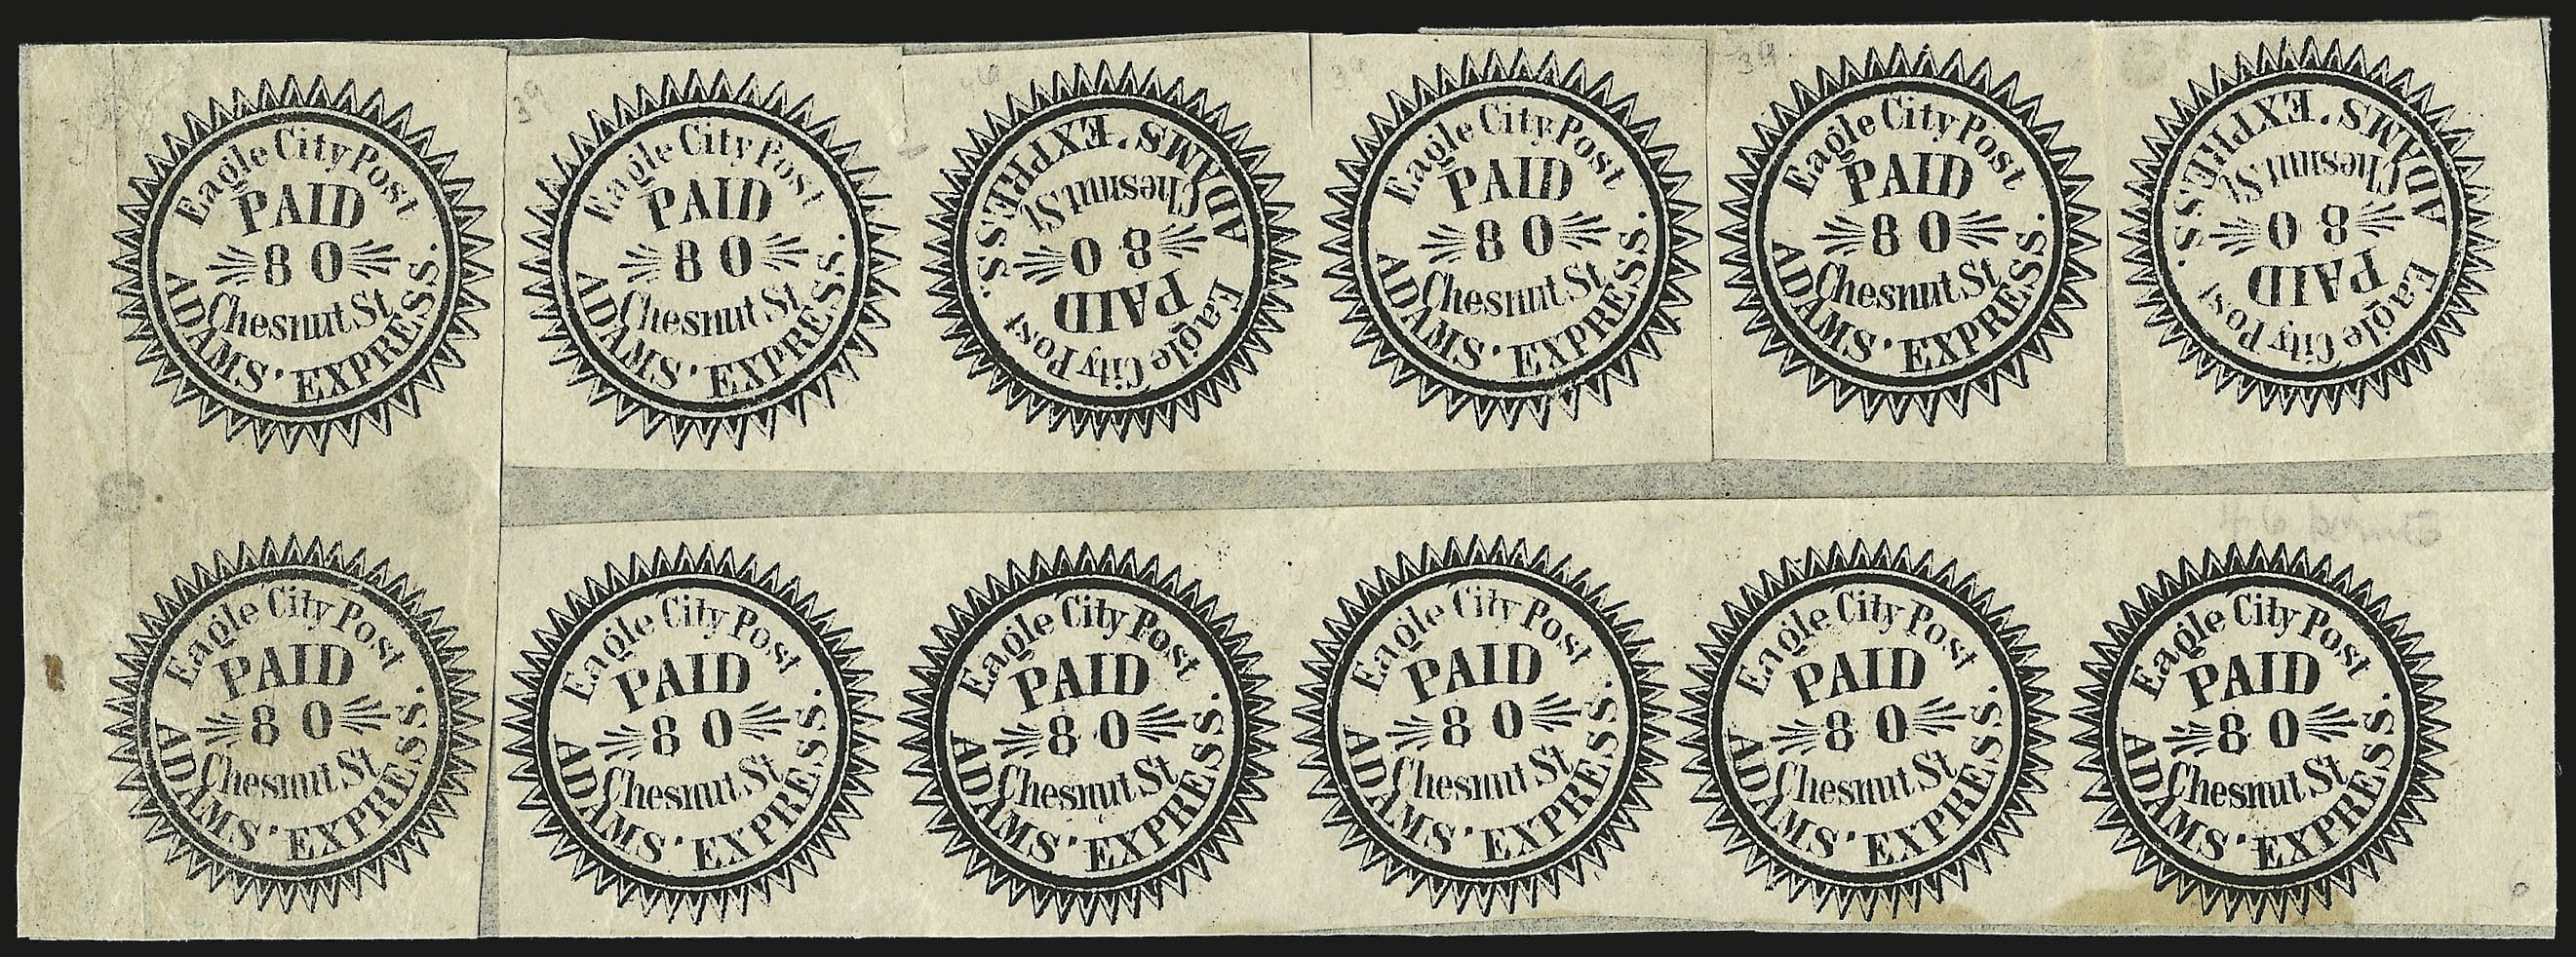 Eagle City Post
PAID
80
Chesnut St
ADAMS' EXPRESS.
39
Eagle City Post
PAID
80
Chesnut St
ADAMS' EXPRESS.
Eagle City Post
PAID
80
Chesnut St
ADAMS' EXPRESS.
34
Eagle City Post
PAID
80
Chesnut St
ADAMS' EXPRESS.
34
Eagle City Post
PAID
80
Chesnut St
ADAMS' EXPRESS.
Eagle City Post
PAID
80
Chesnut St
ADAMS' EXPRESS.
Eagle City Post
PAID
80
Chesnut St
ADAMS' EXPRESS.
Eagle City Post
PAID
80
Chesnut St
ADAMS' EXPRESS.
Eagle City Post
PAID
80
Chesnut St
ADAMS' EXPRESS.
Eagle City Post
PAID
80
Chesnut St
ADAMS' EXPRESS.
Eagle City Post
PAID
80
Chesnut St
ADAMS' EXPRESS.
Eagle City Post
PAID
80
Chesnut St
ADAMS' EXPRESS.